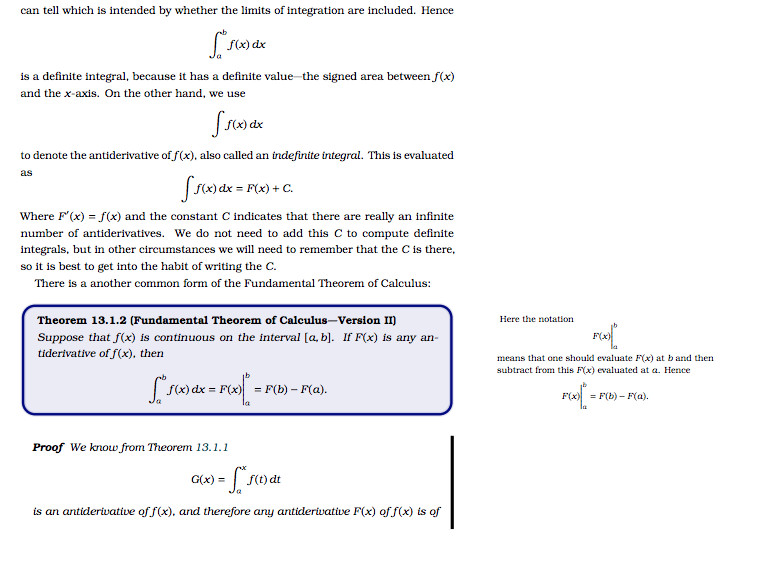 can tell which is intended by whether the limits of integration are included. Hence
∫_a^b f(x) dx
is a definite integral, because it has a definite value—the signed area between f(x)
and the x-axis. On the other hand, we use
∫ f(x) dx
to denote the antiderivative of f(x), also called an indefinite integral. This is evaluated
as
∫ f(x) dx = F(x) + C.
Where F′(x) = f(x) and the constant C indicates that there are really an infinite
number of antiderivatives. We do not need to add this C to compute definite
integrals, but in other circumstances we will need to remember that the C is there,
so it is best to get into the habit of writing the C.
There is a another common form of the Fundamental Theorem of Calculus:
Theorem 13.1.2 (Fundamental Theorem of Calculus—Version II)
Suppose that f(x) is continuous on the interval [a, b]. If F(x) is any an-
tiderivative of f(x), then
∫_a^b f(x) dx = F(x)|_a^b = F(b) − F(a).
Proof We know from Theorem 13.1.1
G(x) = ∫_a^x f(t) dt
is an antiderivative of f(x), and therefore any antiderivative F(x) of f(x) is of
Here the notation
F(x)|_a^b
means that one should evaluate F(x) at b and then
subtract from this F(x) evaluated at a. Hence
F(x)|_a^b = F(b) − F(a).